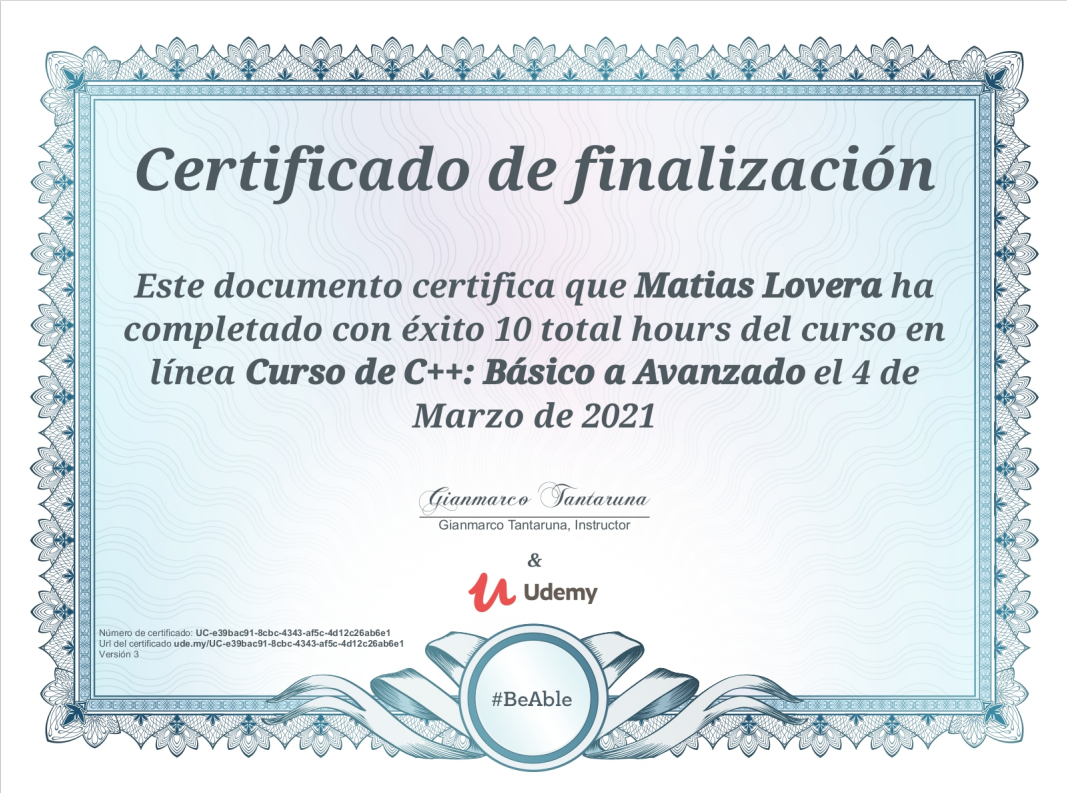 Certificado de finalización
Este documento certifica que Matias Lovera ha
completado con éxito 10 total hours del curso en
línea Curso de C++: Básico a Avanzado el 4 de
Marzo de 2021
Gianmarco Tantaruna
Gianmarco Tantaruna, Instructor
&
Udemy
Número de certificado: UC-e39bac91-8cbc-4343-af5c-4d12c26ab6e1
Url del certificado ude.my/UC-e39bac91-8cbc-4343-af5c-4d12c26ab6e1
Versión 3
#BeAble